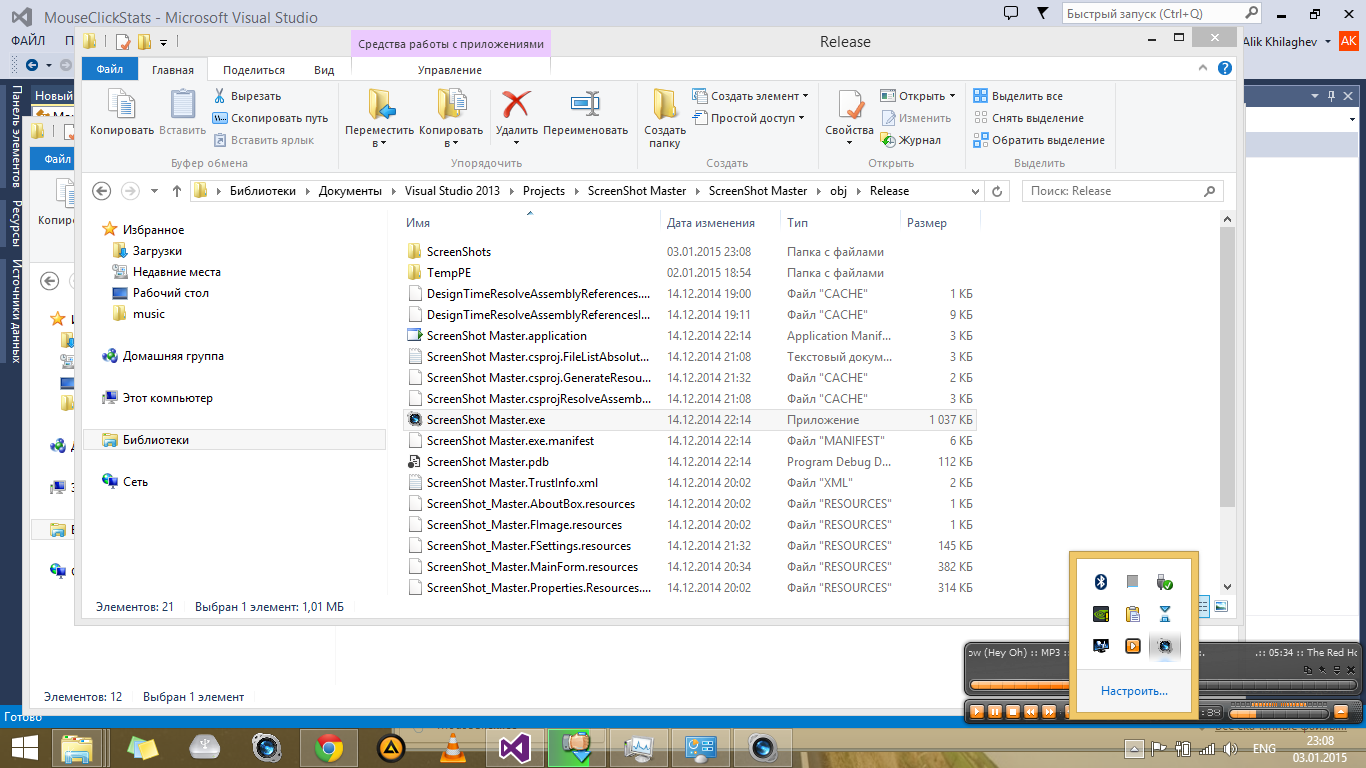 MouseClickStats - Microsoft Visual Studio
Быстрый запуск (Ctrl+Q)
ФАЙЛ
Alik Khilaghev
AK
Средства работы с приложениями
Release
Файл
Главная
Поделиться
Вид
Управление
Панель элементов
Ресурсы
Источники данных
Новый
Файл
Копировать
Вставить
Вырезать
Скопировать путь
Вставить ярлык
Буфер обмена
Переместить в
Копировать в
Удалить
Переименовать
Упорядочить
Создать папку
Создать элемент
Простой доступ
Создать
Свойства
Открыть
Изменить
Журнал
Открыть
Выделить все
Снять выделение
Обратить выделение
Выделить
Библиотеки
Документы
Visual Studio 2013
Projects
ScreenShot Master
ScreenShot Master
obj
Release
Поиск: Release
Избранное
Загрузки
Недавние места
Рабочий стол
music
Домашняя группа
Этот компьютер
Библиотеки
Сеть
Имя Дата изменения Тип Размер
ScreenShots 03.01.2015 23:08 Папка с файлами
TempPE 02.01.2015 18:54 Папка с файлами
DesignTimeResolveAssemblyReferences.... 14.12.2014 19:00 Файл "CACHE" 1 КБ
DesignTimeResolveAssemblyReferencesI... 14.12.2014 19:11 Файл "CACHE" 9 КБ
ScreenShot Master.application 14.12.2014 22:14 Application Manif... 3 КБ
ScreenShot Master.csproj.FileListAbsolut... 14.12.2014 21:08 Текстовый докум... 3 КБ
ScreenShot Master.csproj.GenerateResou... 14.12.2014 21:32 Файл "CACHE" 2 КБ
ScreenShot Master.csprojResolveAssemb... 14.12.2014 21:08 Файл "CACHE" 3 КБ
ScreenShot Master.exe 14.12.2014 22:14 Приложение 1 037 КБ
ScreenShot Master.exe.manifest 14.12.2014 22:14 Файл "MANIFEST" 6 КБ
ScreenShot Master.pdb 14.12.2014 22:14 Program Debug D... 112 КБ
ScreenShot Master.TrustInfo.xml 14.12.2014 20:02 Файл "XML" 2 КБ
ScreenShot_Master.AboutBox.resources 14.12.2014 20:02 Файл "RESOURCES" 1 КБ
ScreenShot_Master.FImage.resources 14.12.2014 20:02 Файл "RESOURCES" 1 КБ
ScreenShot_Master.FSettings.resources 14.12.2014 21:32 Файл "RESOURCES" 145 КБ
ScreenShot_Master.MainForm.resources 14.12.2014 20:34 Файл "RESOURCES" 382 КБ
ScreenShot_Master.Properties.Resources.... 14.12.2014 20:02 Файл "RESOURCES" 314 КБ
Элементов: 21 Выбран 1 элемент: 1,01 МБ
ow (Hey Oh) :: MP3 ::
.:: 05:34 :: The Red Ho
Настроить...
Элементов: 12 Выбран 1 элемент
Готово
ENG
23:08
03.01.2015